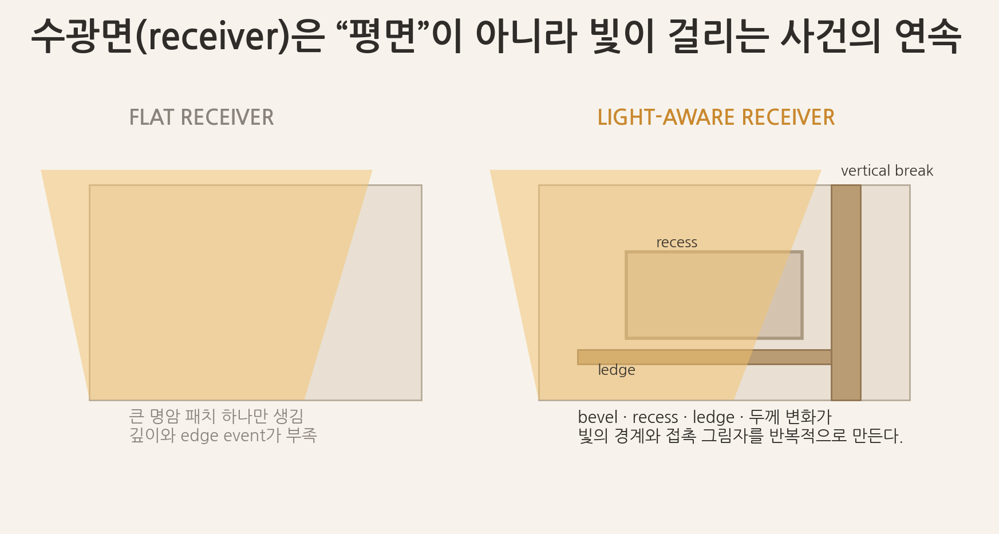 수광면(receiver)은 “평면”이 아니라 빛이 걸리는 사건의 연속
FLAT RECEIVER
큰 명암 패치 하나만 생김
깊이와 edge event가 부족
LIGHT-AWARE RECEIVER
vertical break
recess
ledge
bevel · recess · ledge · 두께 변화가
빛의 경계와 접촉 그림자를 반복적으로 만든다.